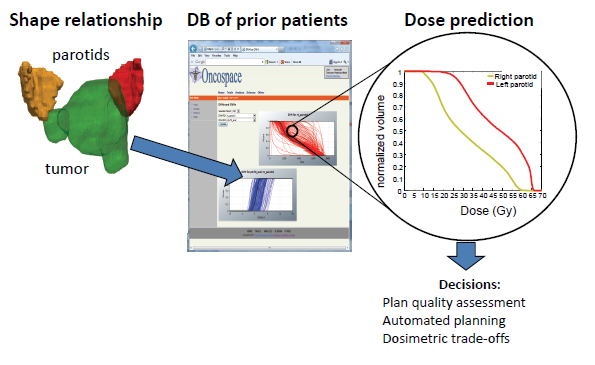 Shape relationship
DB of prior patients
Dose prediction
parotids
tumor
Oncospace
Right parotid
Left parotid
normalized volume
1
0.9
0.8
0.7
0.6
0.5
0.4
0.3
0.2
0.1
0
0 5 10 15 20 25 30 35 40 45 50 55 60 65 70
Dose (Gy)
Decisions:
Plan quality assessment
Automated planning
Dosimetric trade-offs